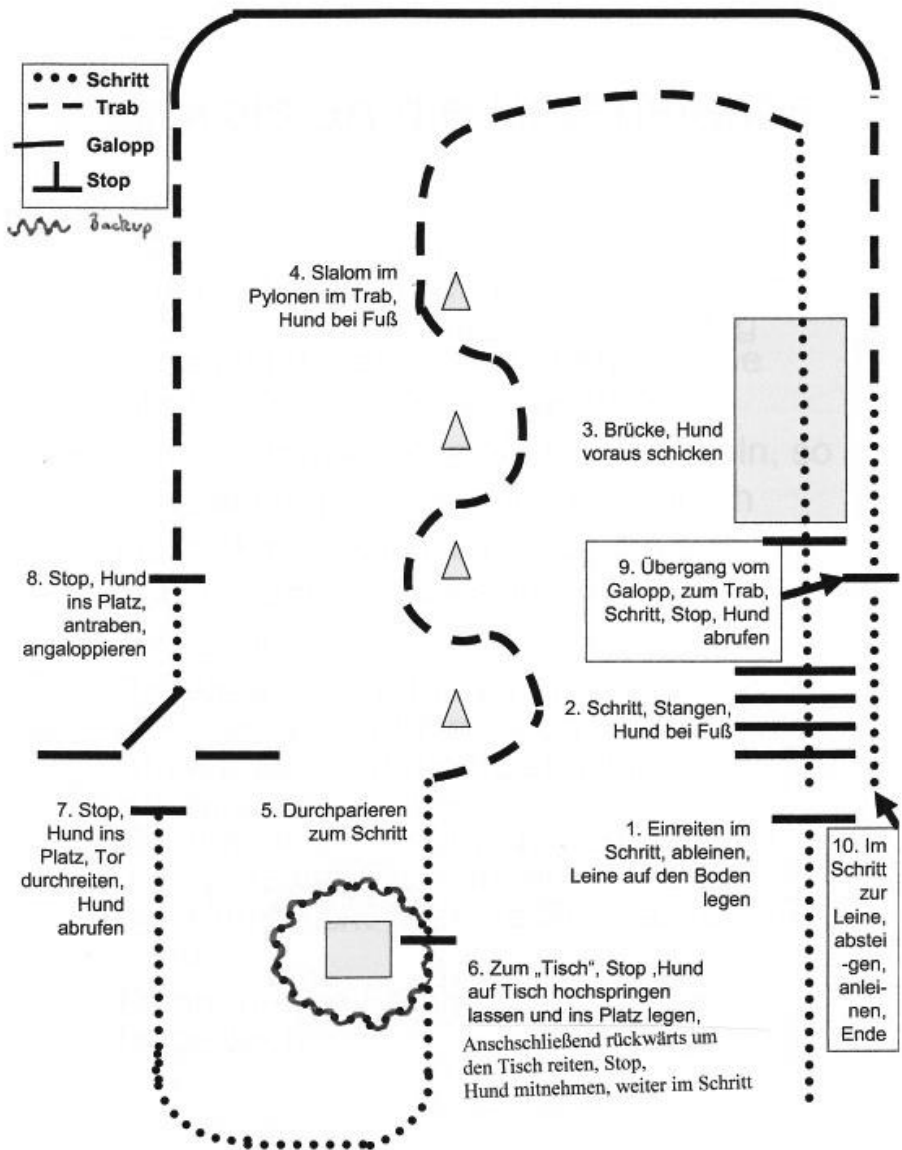 Schritt
Trab
Galopp
Stop
Backup
4. Slalom im
Pylonen im Trab,
Hund bei Fuß
3. Brücke, Hund
voraus schicken
8. Stop, Hund
ins Platz,
antraben,
angaloppieren
9. Übergang vom
Galopp, zum Trab,
Schritt, Stop, Hund
abrufen
2. Schritt, Stangen,
Hund bei Fuß
7. Stop,
Hund ins
Platz, Tor
durchreiten,
Hund
abrufen
5. Durchparieren
zum Schritt
1. Einreiten im
Schritt, ableinen,
Leine auf den Boden
legen
10. Im
Schritt
zur
Leine,
abstei
-gen,
anlei-
nen,
Ende
6. Zum „Tisch“, Stop ,Hund
auf Tisch hochspringen
lassen und ins Platz legen,
Anschschließend rückwärts um
den Tisch reiten, Stop,
Hund mitnehmen, weiter im Schritt